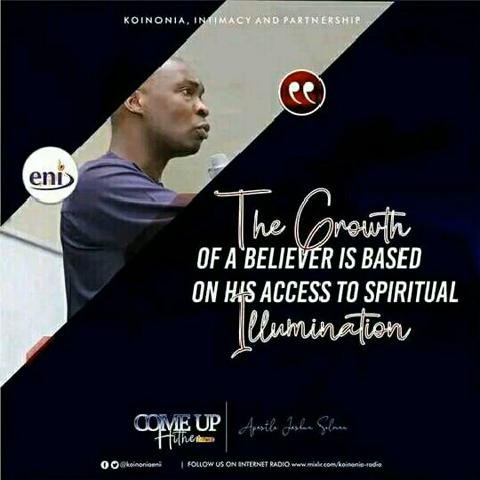 KOINONIA, INTIMACY AND PARTNERSHIP
eni
The Growth
OF A BELIEVER IS BASED
ON HIS ACCESS TO SPIRITUAL
Illumination
COME UP
Hither
Apostle Joshua Selman
@koinoniaeni | FOLLOW US ON INTERNET RADIO www.mixlr.com/koinonia-radio